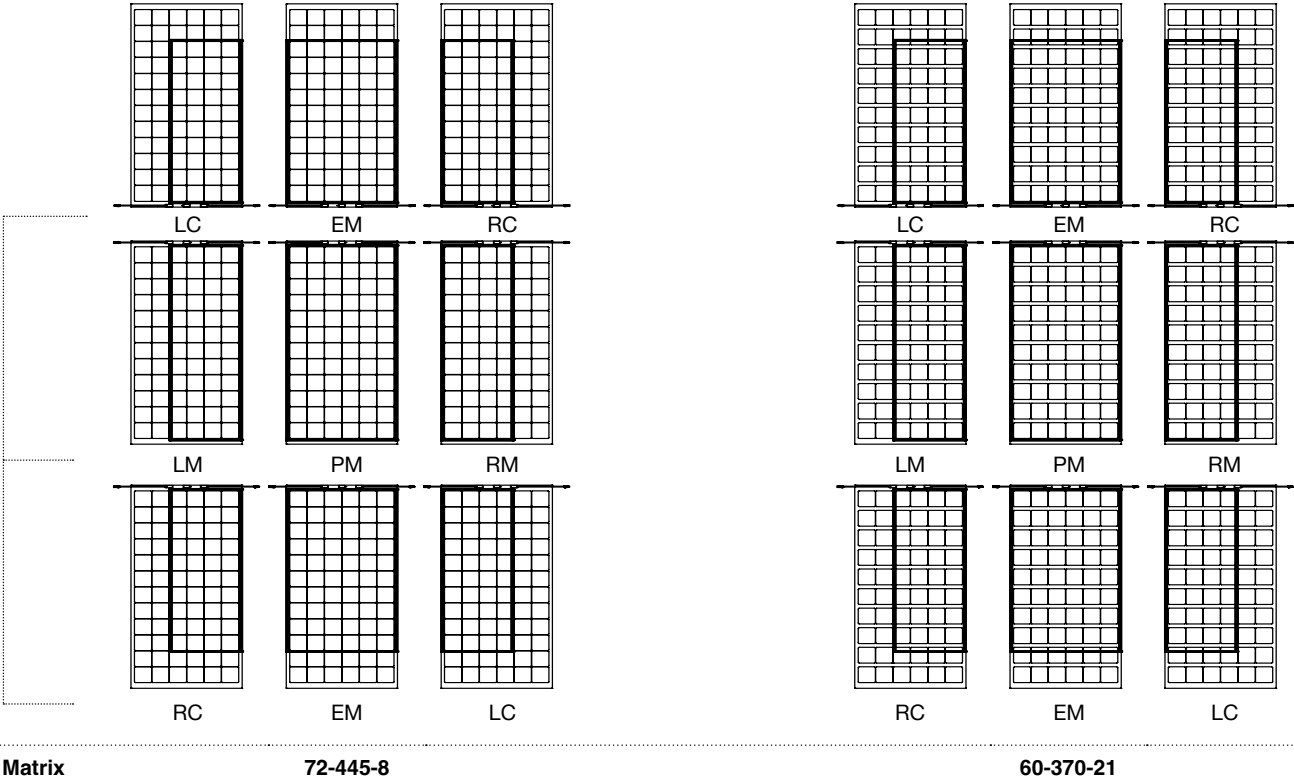 LC EM RC LC EM RC
LM PM RM LM PM RM
RC EM LC RC EM LC
Matrix 72-445-8 60-370-21